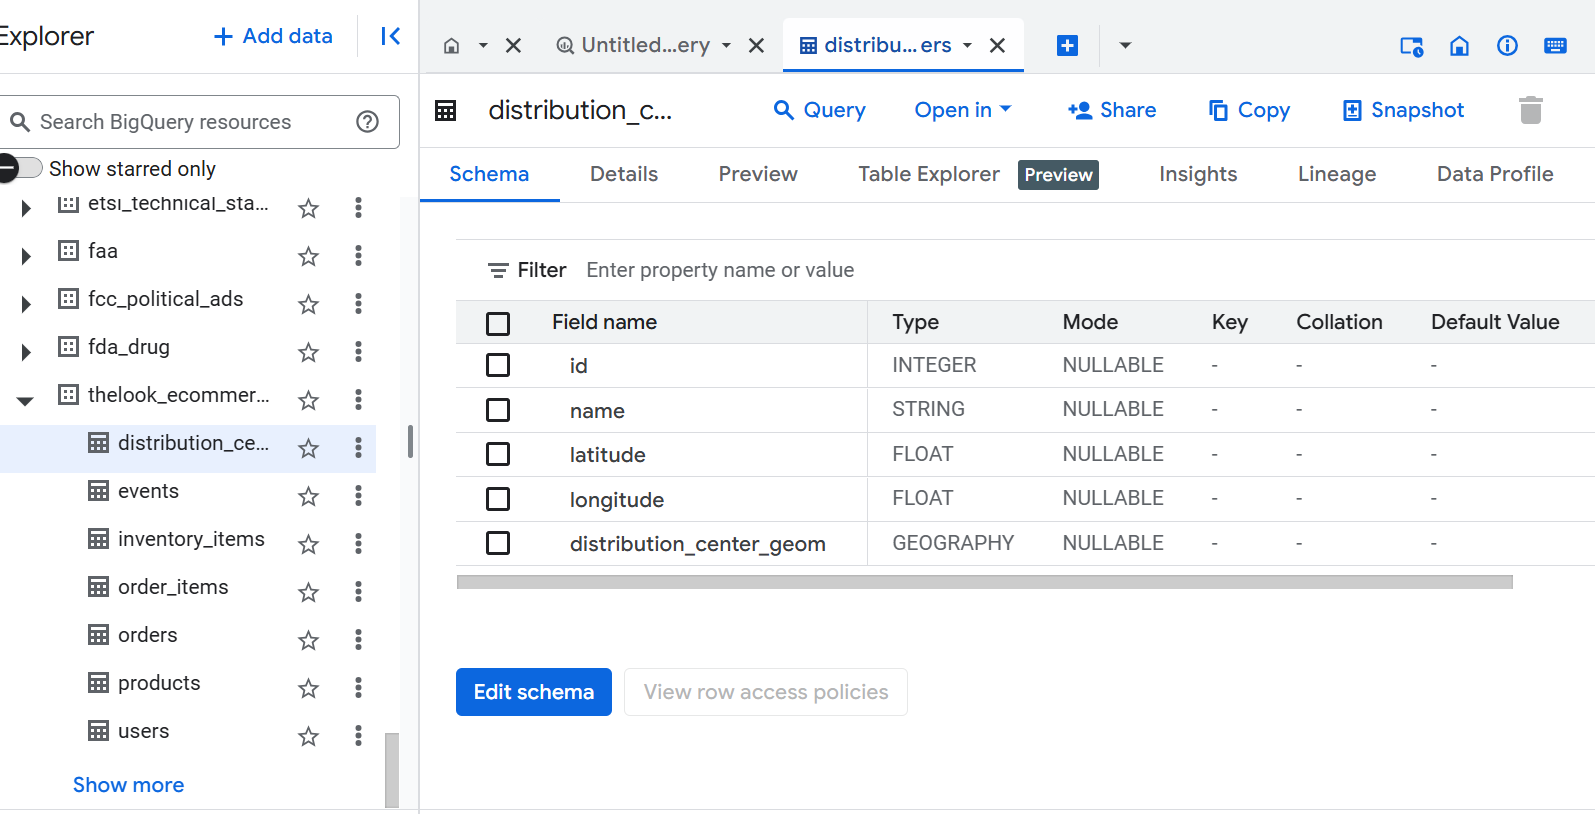 Explorer
Add data
Search BigQuery resources
Show starred only
etsi_technical_sta...
faa
fcc_political_ads
fda_drug
thelook_ecommer...
distribution_ce...
events
inventory_items
order_items
orders
products
users
Show more
Untitled...ery
distribu... ers
distribution_c...
Query
Open in
Share
Copy
Snapshot
Schema
Details
Preview
Table Explorer
Preview
Insights
Lineage
Data Profile
Filter Enter property name or value
Field name Type Mode Key Collation Default Value
id INTEGER NULLABLE - - -
name STRING NULLABLE - - -
latitude FLOAT NULLABLE - - -
longitude FLOAT NULLABLE - - -
distribution_center_geom GEOGRAPHY NULLABLE - - -
Edit schema
View row access policies